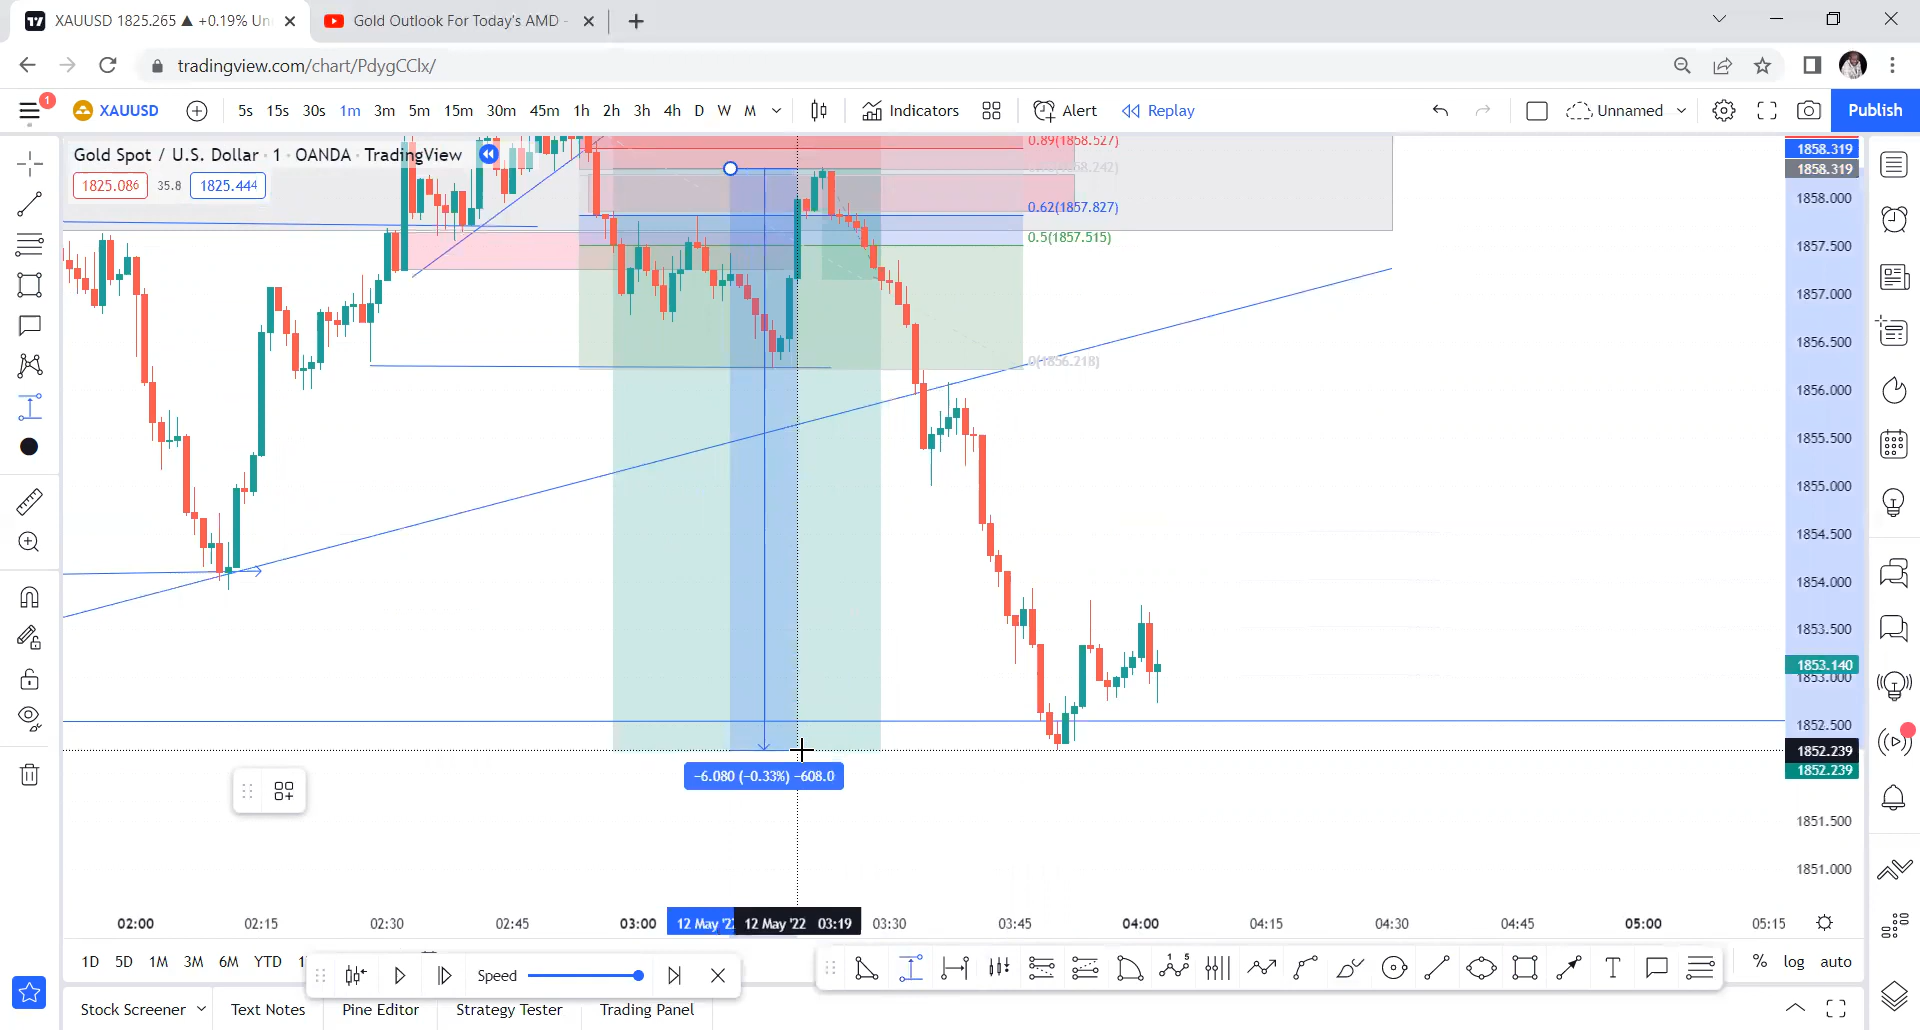 XAUUSD 1825.265 ▲ +0.19% Un
Gold Outlook For Today's AMD -
tradingview.com/chart/PdygCClx/
1
XAUUSD
5s 15s 30s 1m 3m 5m 15m 30m 45m 1h 2h 3h 4h D W M
Indicators
Alert
Replay
Unnamed
Publish
Gold Spot / U.S. Dollar · 1 · OANDA · TradingView
1825.086 35.8 1825.444
0.89(1858.527)
0.62(1857.827)
0.5(1857.515)
0(1856.218)
1858.319
1858.319
1858.000
1857.500
1857.000
1856.500
1856.000
1855.500
1855.000
1854.500
1854.000
1853.500
1853.140
1853.000
1852.500
1852.239
1852.239
1851.500
1851.000
−6.080 (−0.33%) −608.0
02:00 02:15 02:30 02:45 03:00 12 May '22 12 May '22 03:19 03:30 03:45 04:00 04:15 04:30 04:45 05:00 05:15
1D 5D 1M 3M 6M YTD
Speed
1 5
T
% log auto
Stock Screener Text Notes Pine Editor Strategy Tester Trading Panel